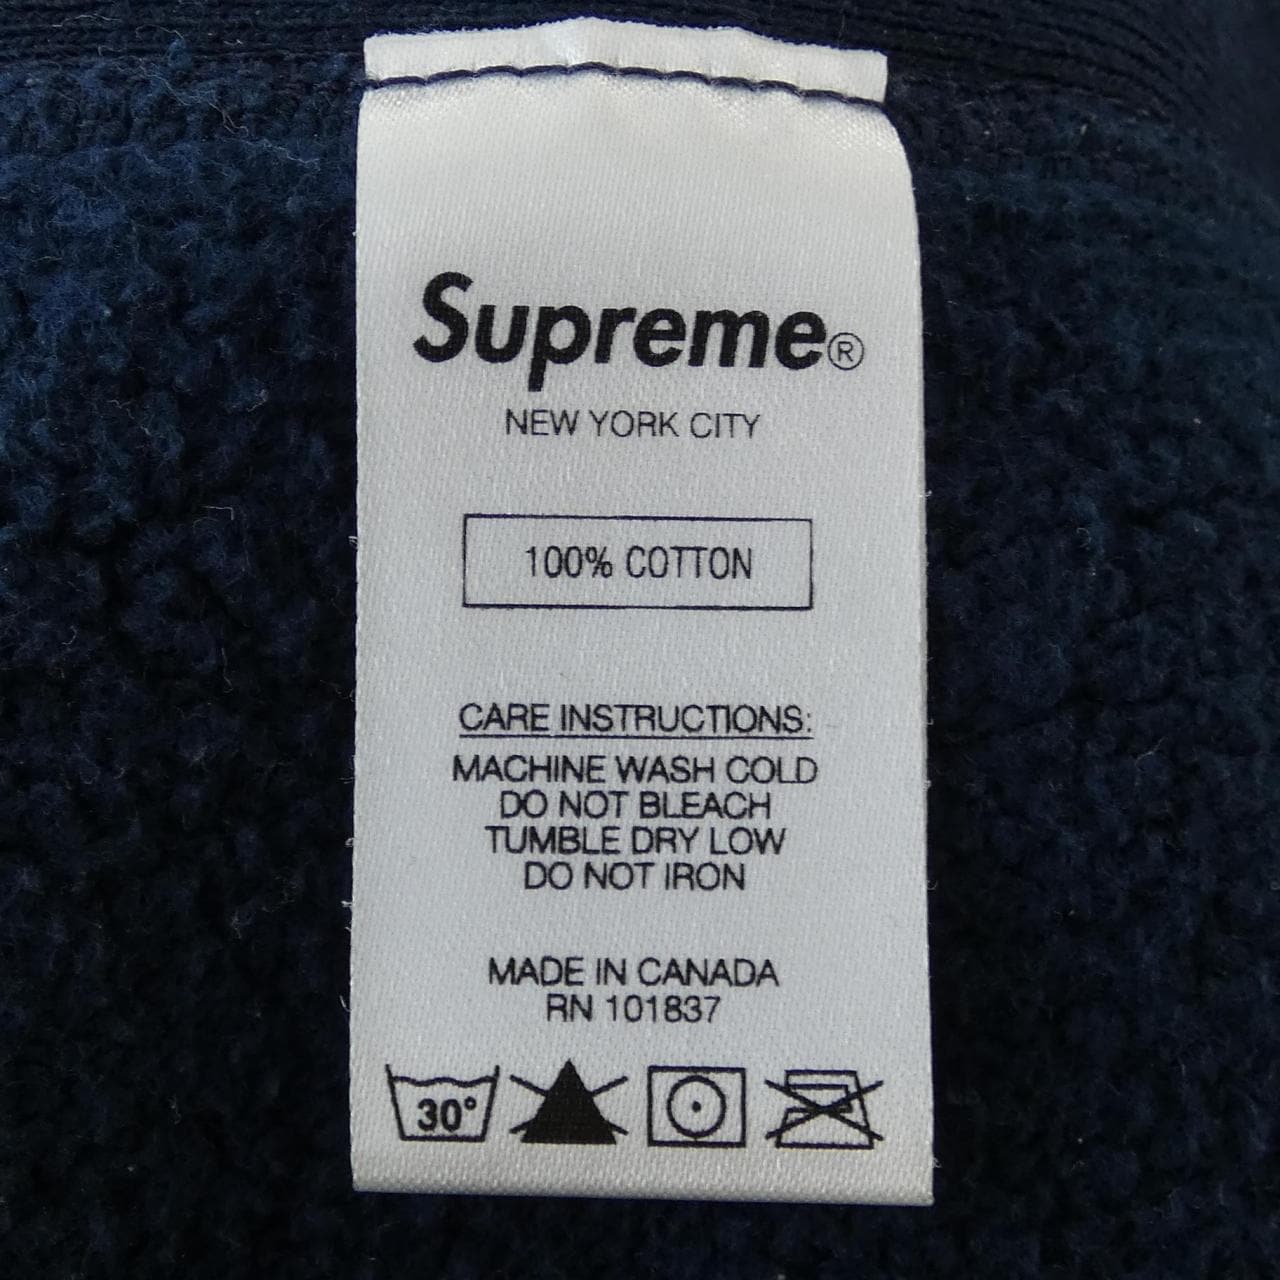 Supreme®
NEW YORK CITY
100% COTTON
CARE INSTRUCTIONS:
MACHINE WASH COLD
DO NOT BLEACH
TUMBLE DRY LOW
DO NOT IRON
MADE IN CANADA
RN 101837
30°